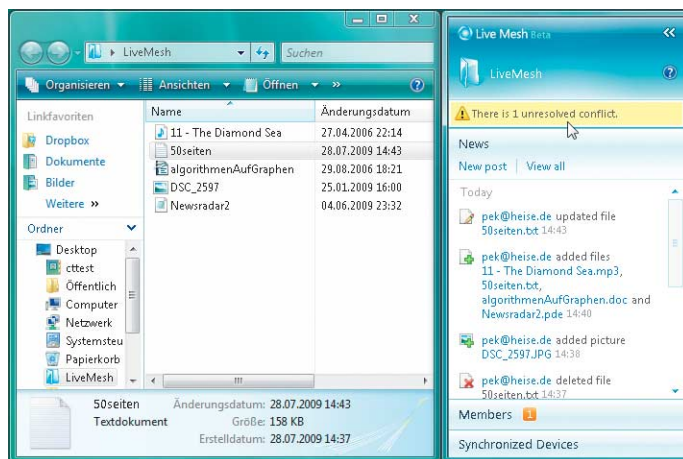 LiveMesh
Suchen
Organisieren
Ansichten
Öffnen
»
Linkfavoriten
Dropbox
Dokumente
Bilder
Weitere »
Ordner
Desktop
cttest
Öffentlich
Computer
Netzwerk
Systemsteu
Papierkorb
LiveMesh
Name Änderungsdatum
11 - The Diamond Sea 27.04.2006 22:14
50seiten 28.07.2009 14:43
algorithmenAufGraphen 29.08.2006 18:21
DSC_2597 25.01.2009 16:00
Newsradar2 04.06.2009 23:32
50seiten Änderungsdatum: 28.07.2009 14:43
Textdokument Größe: 158 KB
Erstelldatum: 28.07.2009 14:37
Live Mesh Beta
LiveMesh
There is 1 unresolved conflict.
News
New post | View all
Today
pek@heise.de updated file
50seiten.txt 14:43
pek@heise.de added files
11 - The Diamond Sea.mp3,
50seiten.txt,
algorithmenAufGraphen.doc and
Newsradar2.pde 14:40
pek@heise.de added picture
DSC_2597.JPG 14:38
pek@heise.de deleted file
50seiten.txt 14:37
Members 1
Synchronized Devices